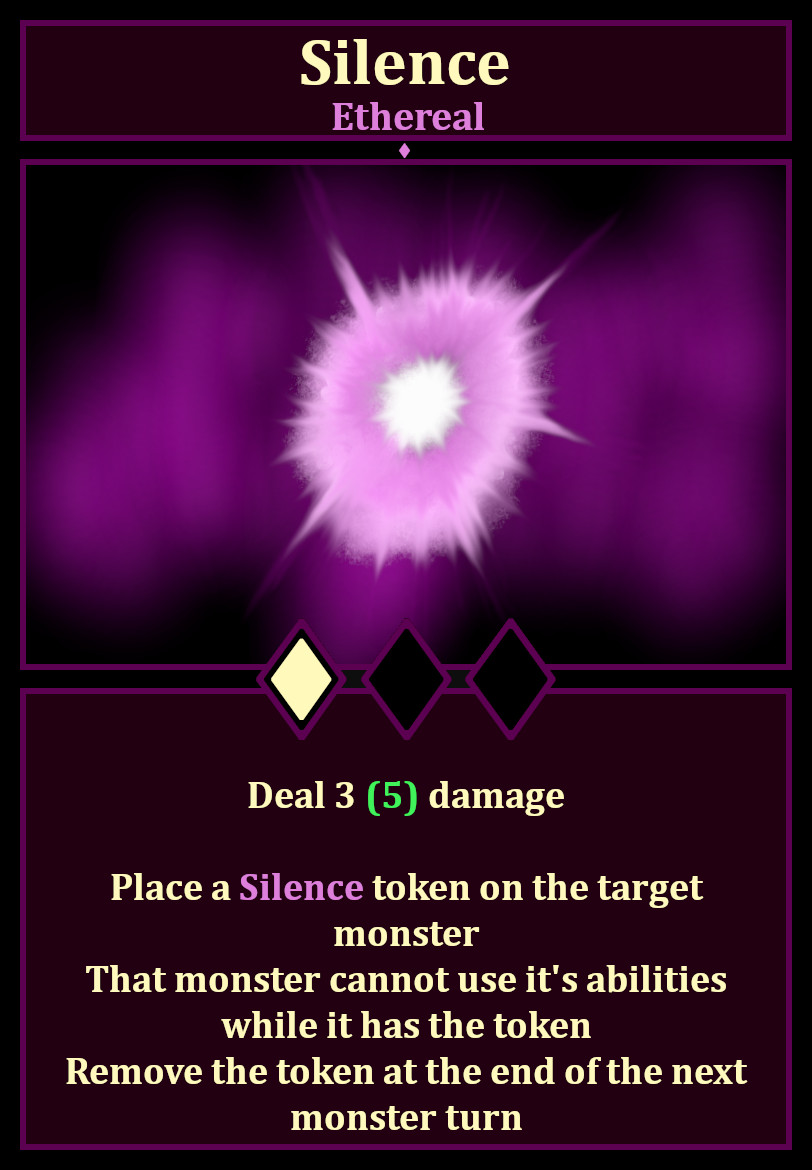 Silence
Ethereal
Deal 3 (5) damage
Place a Silence token on the target
monster
That monster cannot use it's abilities
while it has the token
Remove the token at the end of the next
monster turn